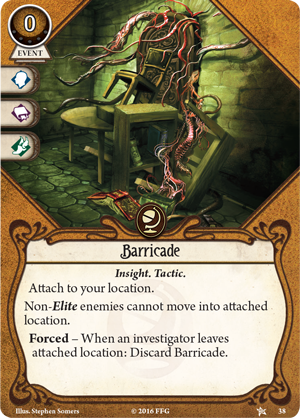 0
EVENT
Barricade
Insight. Tactic.
Attach to your location.
Non-Elite enemies cannot move into attached
location.
Forced – When an investigator leaves
attached location: Discard Barricade.
Illus. Stephen Somers
© 2016 FFG
38